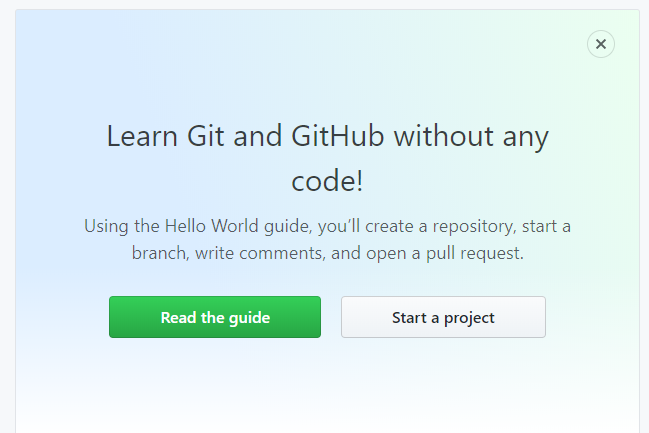 Learn Git and GitHub without any
code!
Using the Hello World guide, you’ll create a repository, start a
branch, write comments, and open a pull request.
Read the guide
Start a project